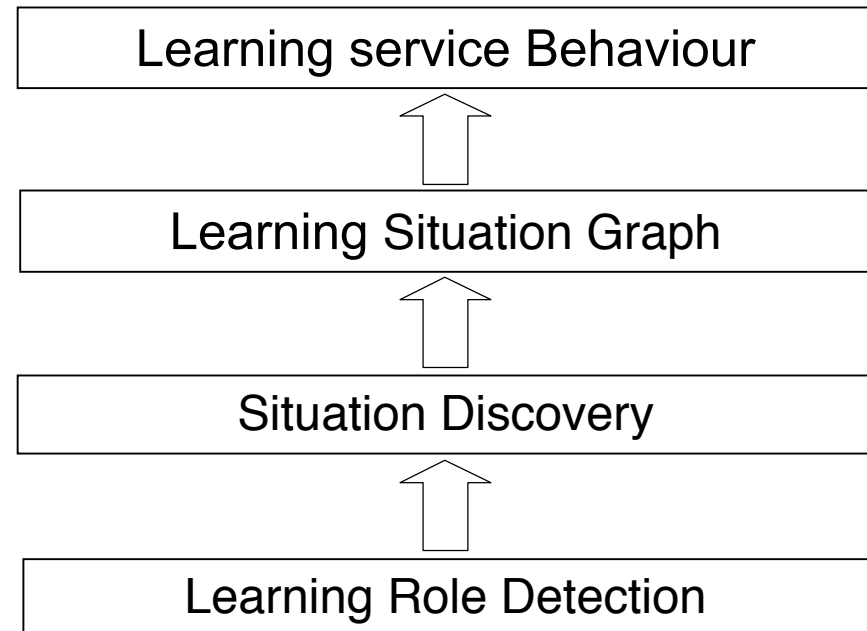 Learning service Behaviour
Learning Situation Graph
Situation Discovery
Learning Role Detection